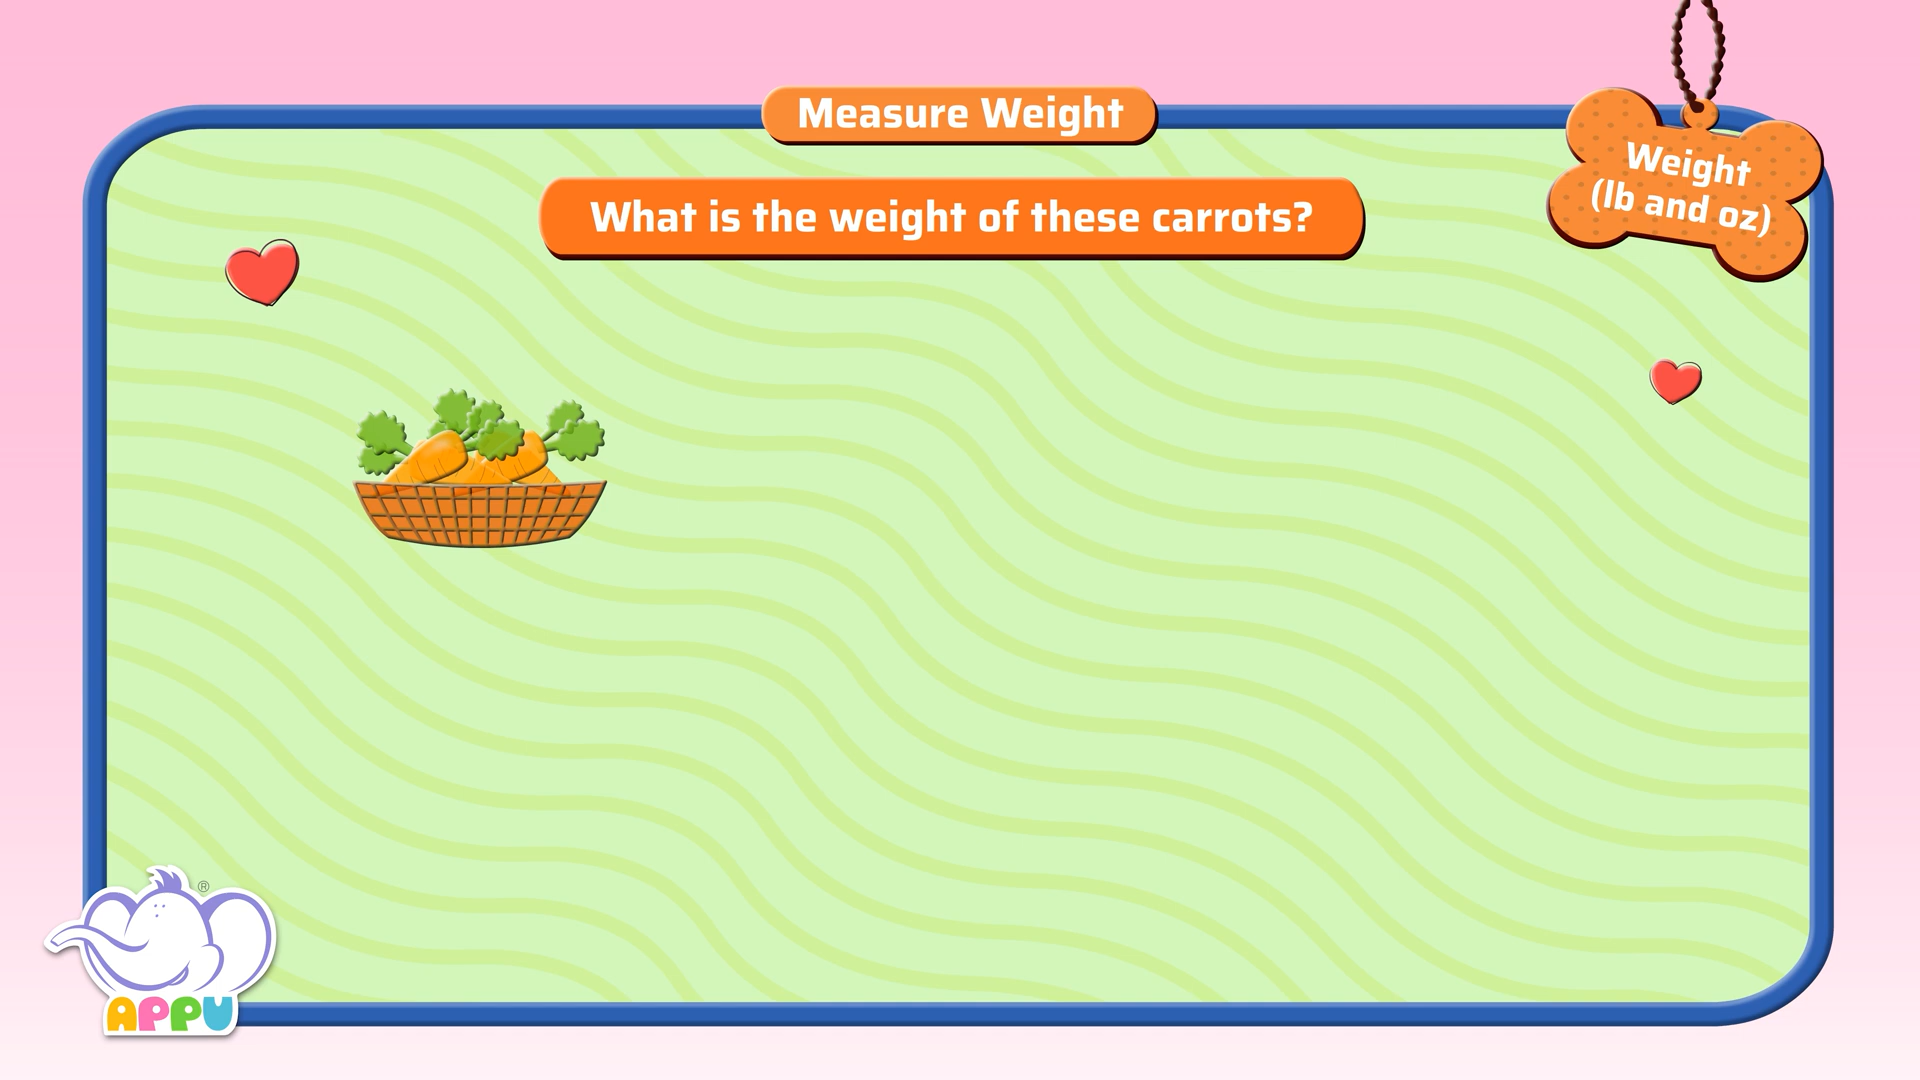 Measure Weight
What is the weight of these carrots?
Weight
(lb and oz)
®
APPU